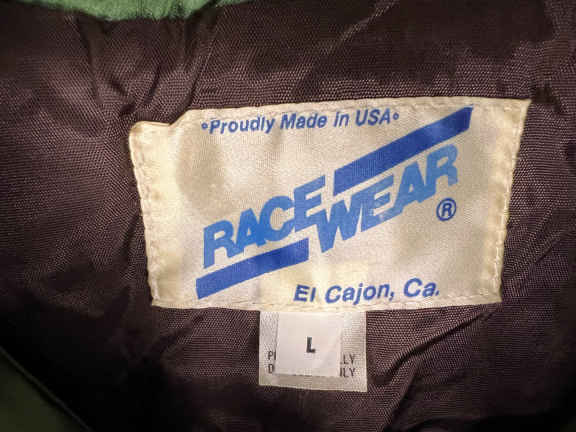 •Proudly Made in USA•
RACE WEAR
®
El Cajon, Ca.
L